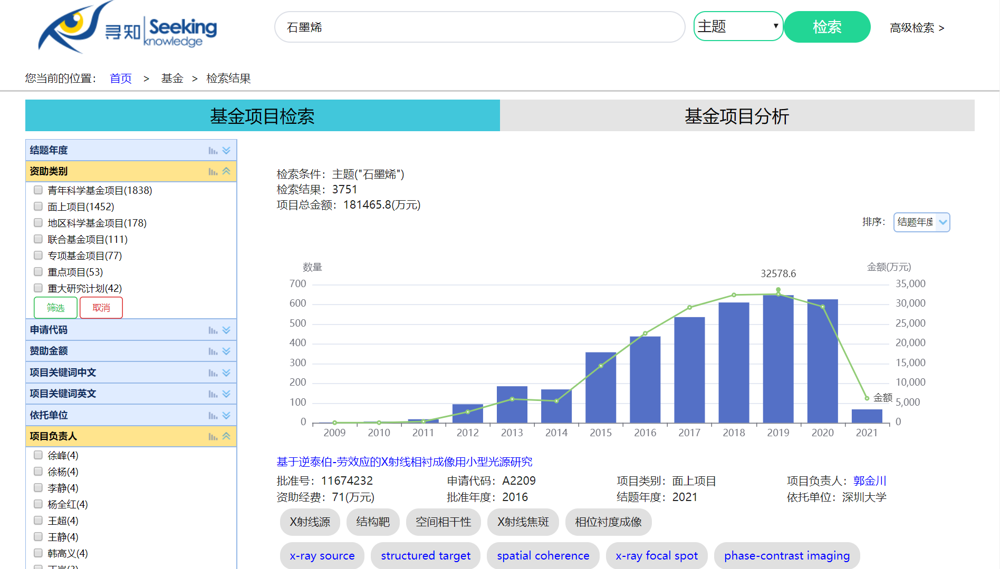 寻知 Seeking knowledge
石墨烯 主题 检索 高级检索 >
您当前的位置： 首页 > 基金 > 检索结果
基金项目检索 基金项目分析
结题年度
资助类别
青年科学基金项目(1838)
面上项目(1452)
地区科学基金项目(178)
联合基金项目(111)
专项基金项目(77)
重点项目(53)
重大研究计划(42)
筛选 取消
申请代码
赞助金额
项目关键词中文
项目关键词英文
依托单位
项目负责人
徐峰(4)
徐杨(4)
李静(4)
杨全红(4)
王超(4)
王静(4)
韩高义(4)
检索条件：主题("石墨烯")
检索结果：3751
项目总金额：181465.8(万元)
排序： 结题年度
数量 金额(万元)
32578.6
700 35,000
600 30,000
500 25,000
400 20,000
300 15,000
200 10,000
金额
100 5,000
0 0
2009 2010 2011 2012 2013 2014 2015 2016 2017 2018 2019 2020 2021
基于逆泰伯-劳效应的X射线相衬成像用小型光源研究
批准号：11674232 申请代码：A2209 项目类别：面上项目 项目负责人：郭金川
资助经费：71(万元) 批准年度：2016 结题年度：2021 依托单位：深圳大学
X射线源 结构靶 空间相干性 X射线焦斑 相位衬度成像
x-ray source structured target spatial coherence x-ray focal spot phase-contrast imaging